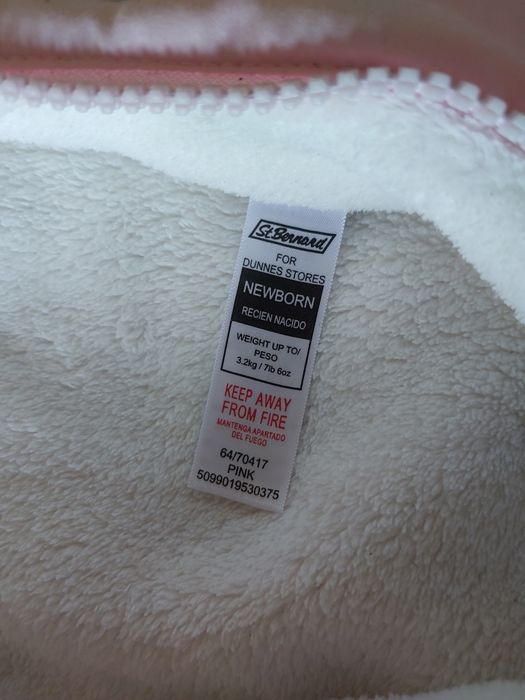 St.Bernard
FOR
DUNNES STORES
NEWBORN
RECIEN NACIDO
WEIGHT UP TO/
PESO
3.2kg / 7lb 6oz
KEEP AWAY
FROM FIRE
MANTENGA APARTADO
DEL FUEGO
64/70417
PINK
5099019530375